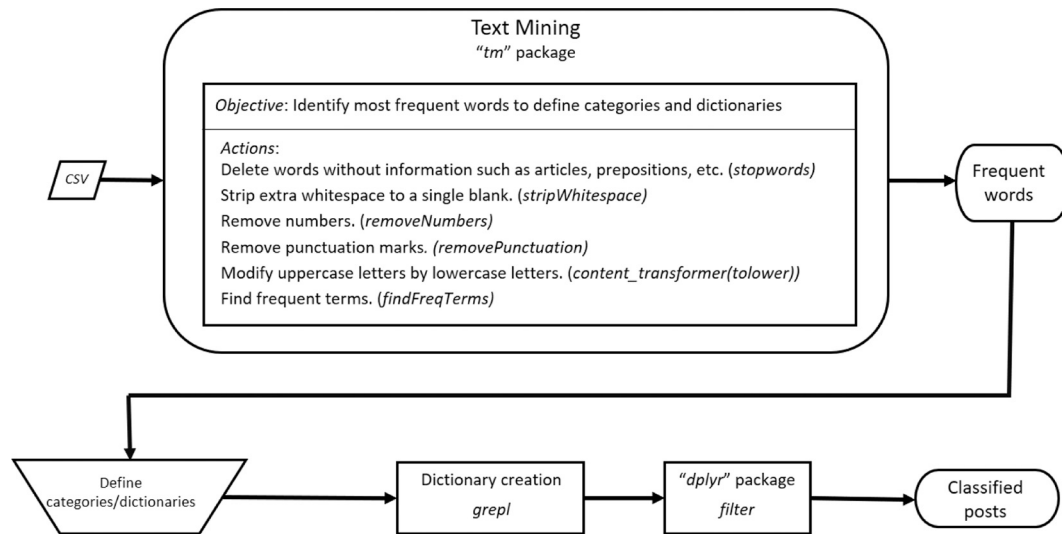 Text Mining
“tm” package
Objective: Identify most frequent words to define categories and dictionaries
Actions:
Delete words without information such as articles, prepositions, etc. (stopwords)
Strip extra whitespace to a single blank. (stripWhitespace)
Remove numbers. (removeNumbers)
Remove punctuation marks. (removePunctuation)
Modify uppercase letters by lowercase letters. (content_transformer(tolower))
Find frequent terms. (findFreqTerms)
CSV
Frequent
words
Define
categories/dictionaries
Dictionary creation
grepl
“dplyr” package
filter
Classified
posts